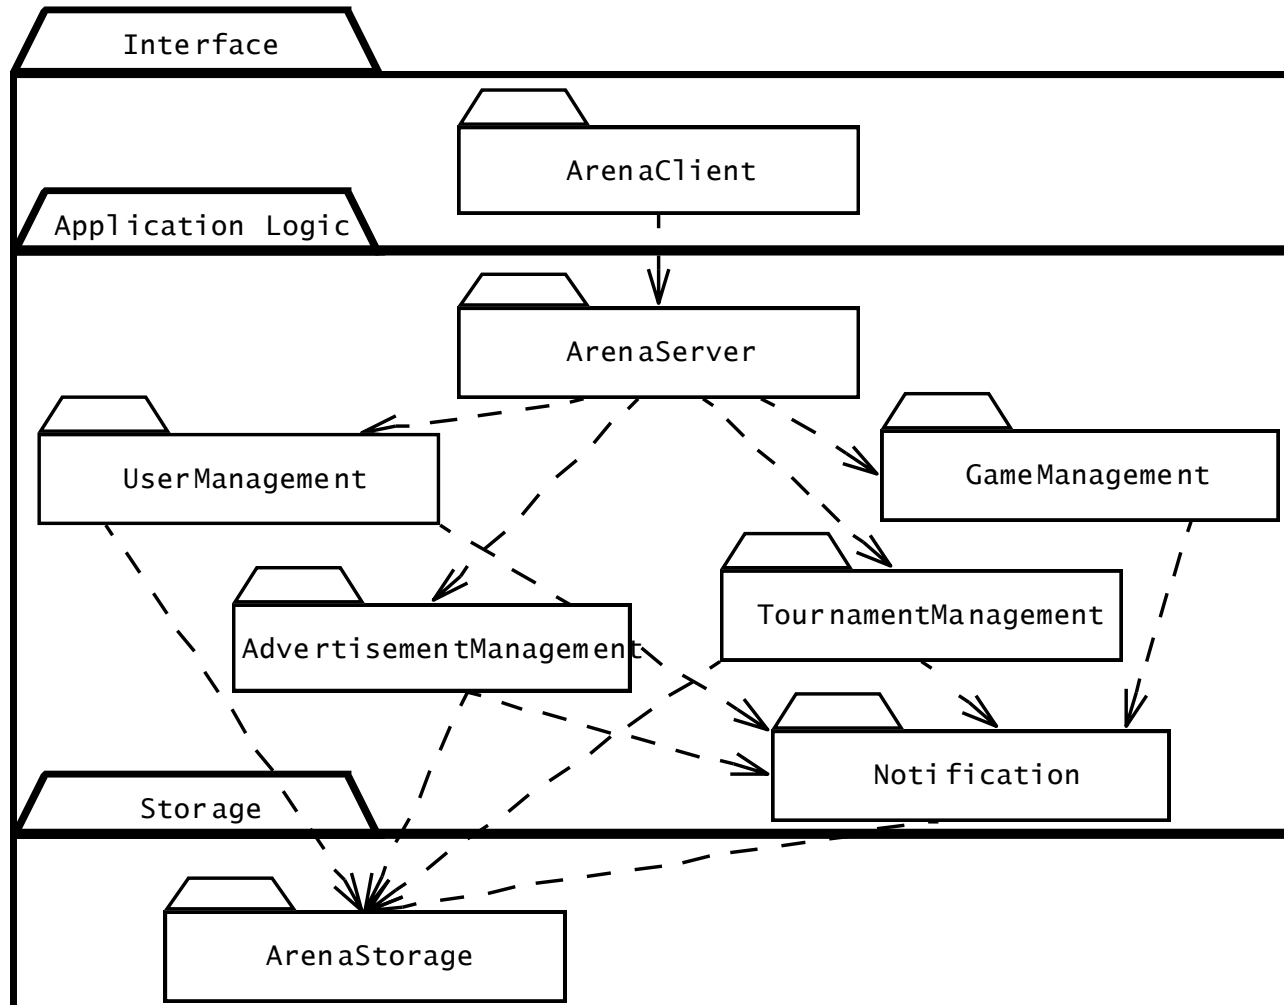 Interface
ArenaClient
Application Logic
ArenaServer
UserManagement
GameManagement
TournamentManagement
AdvertisementManagement
Notification
Storage
ArenaStorage